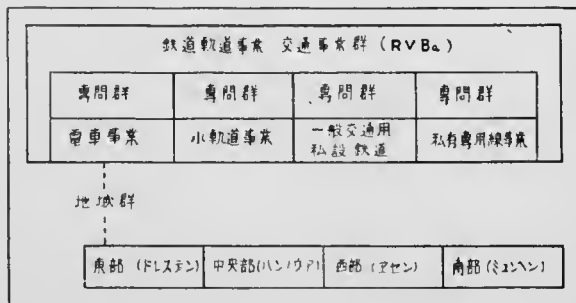 鉄道軌道事業 交通事業群 (RVBa)
専問群 専問群 専問群 専問群
電車事業 小軌道事業 一般交通用私設鉄道 私有専用線事業
地域群
東部 (ドレスデン) 中央部 (ハンノウア) 西部 (エセン) 南部 (ミュンヘン)